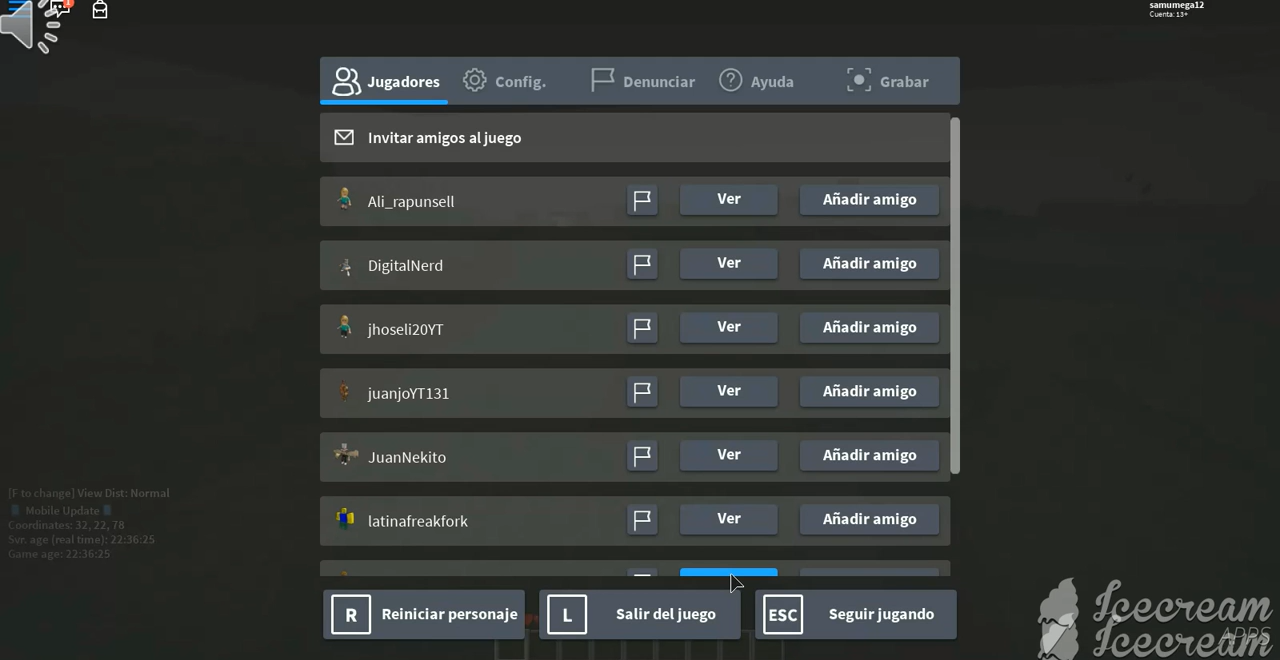 1
samumega12
Cuenta: 13+
Jugadores
Config.
Denunciar
Ayuda
Grabar
Invitar amigos al juego
Ali_rapunsell
Ver
Añadir amigo
DigitalNerd
Ver
Añadir amigo
jhoseli20YT
Ver
Añadir amigo
juanjoYT131
Ver
Añadir amigo
JuanNekito
Ver
Añadir amigo
latinafreakfork
Ver
Añadir amigo
[F to change] View Dist: Normal
Mobile Update
Coordinates: 32, 22, 78
Svr. age (real time): 22:36:25
Game age: 22:36:25
R Reiniciar personaje
L Salir del juego
ESC Seguir jugando
Icecream
Icecream
APPS